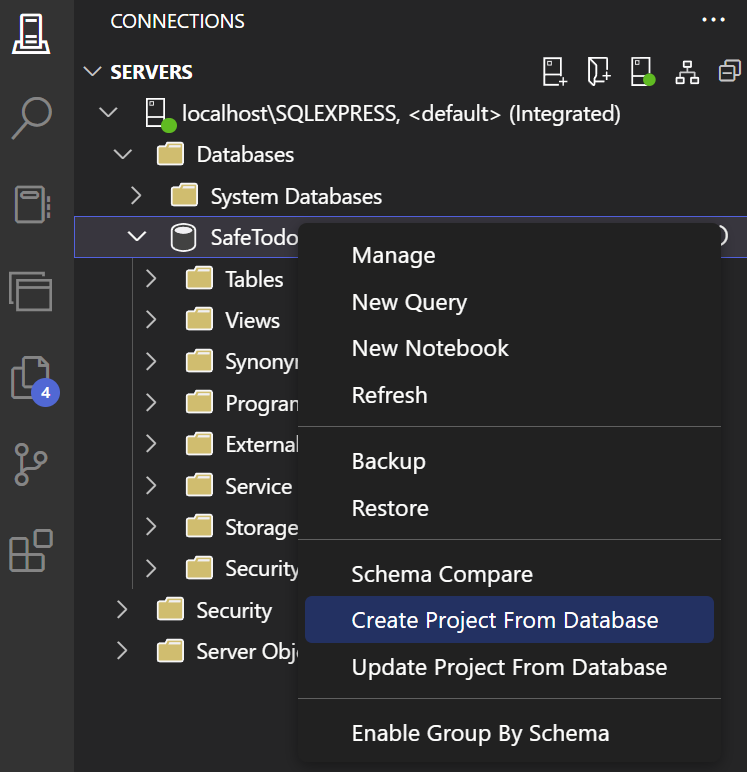 CONNECTIONS
SERVERS
localhost\SQLEXPRESS, <default> (Integrated)
Databases
System Databases
SafeTodo
Tables
Views
Synony
Program
External
Service
Storage
Security
Security
Server Obj
4
Manage
New Query
New Notebook
Refresh
Backup
Restore
Schema Compare
Create Project From Database
Update Project From Database
Enable Group By Schema